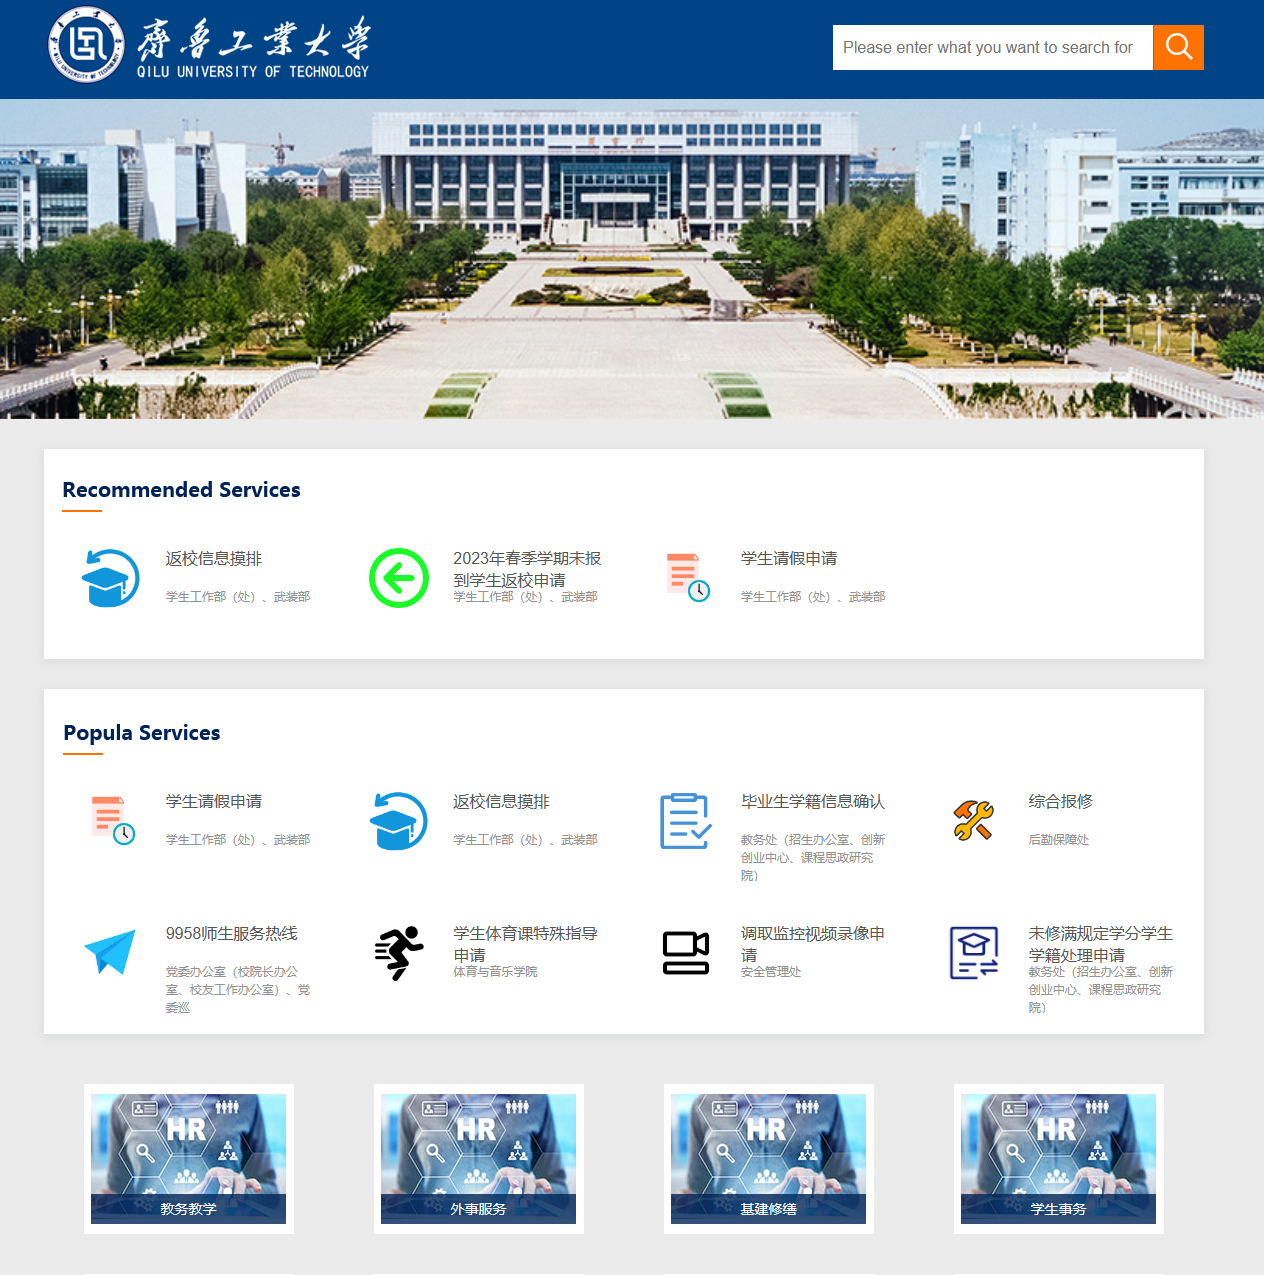 齊魯工業大學
QILU UNIVERSITY OF TECHNOLOGY
Please enter what you want to search for
Recommended Services
返校信息摸排
学生工作部（处）、武装部
2023年春季学期未报
到学生返校申请
学生工作部（处）、武装部
学生请假申请
学生工作部（处）、武装部
Popula Services
学生请假申请
学生工作部（处）、武装部
返校信息摸排
学生工作部（处）、武装部
毕业生学籍信息确认
教务处（招生办公室、创新
创业中心、课程思政研究
院）
综合报修
后勤保障处
9958师生服务热线
党委办公室（校院长办公
室、校友工作办公室）、党
委巡
学生体育课特殊指导
申请
体育与音乐学院
调取监控视频录像申
请
安全管理处
未修满规定学分学生
学籍处理申请
教务处（招生办公室、创新
创业中心、课程思政研究
院）
HR
教务教学
HR
外事服务
HR
基建修缮
HR
学生事务